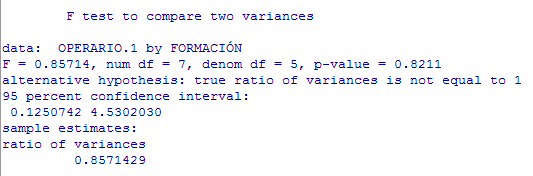 F test to compare two variances
data:  OPERARIO.1 by FORMACIÓN
F = 0.85714, num df = 7, denom df = 5, p-value = 0.8211
alternative hypothesis: true ratio of variances is not equal to 1
95 percent confidence interval:
 0.1250742 4.5302030
sample estimates:
ratio of variances
         0.8571429